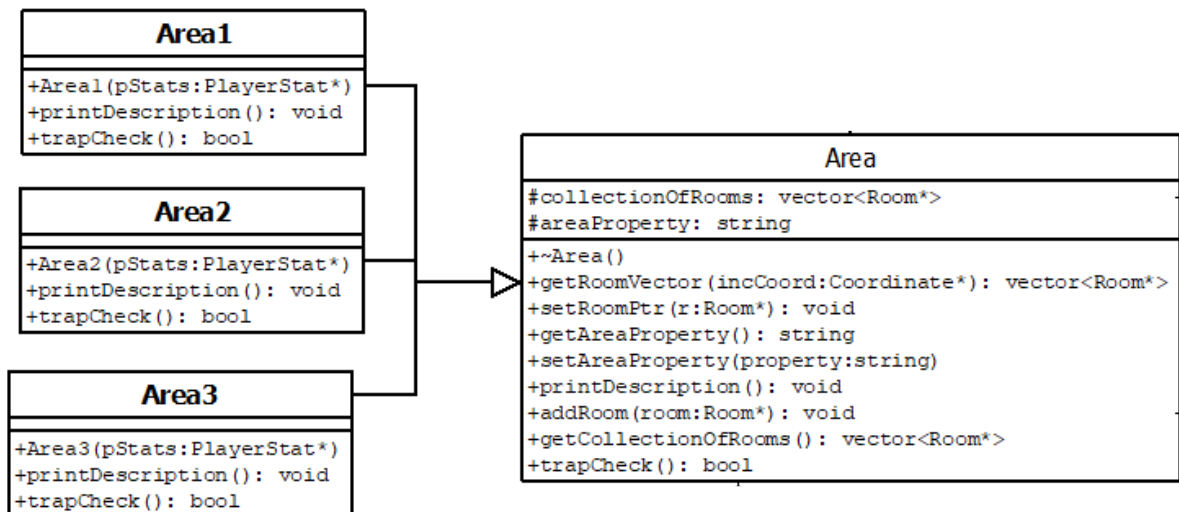 Area1
+Area1(pStats:PlayerStat*)
+printDescription(): void
+trapCheck(): bool
Area2
+Area2(pStats:PlayerStat*)
+printDescription(): void
+trapCheck(): bool
Area3
+Area3(pStats:PlayerStat*)
+printDescription(): void
+trapCheck(): bool
Area
#collectionOfRooms: vector<Room*>
#areaProperty: string
+~Area()
+getRoomVector(incCoord:Coordinate*): vector<Room*>
+setRoomPtr(r:Room*): void
+getAreaProperty(): string
+setAreaProperty(property:string)
+printDescription(): void
+addRoom(room:Room*): void
+getCollectionOfRooms(): vector<Room*>
+trapCheck(): bool